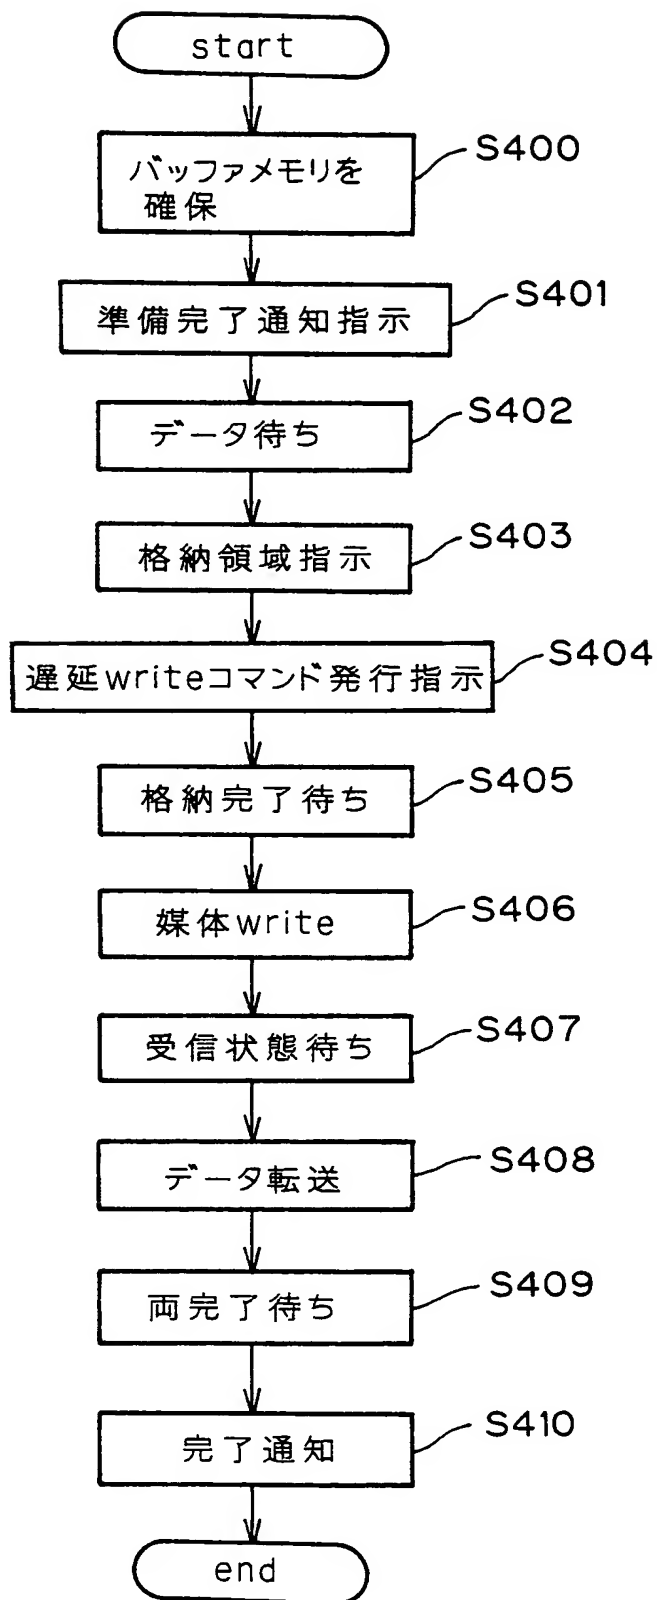 start
バッファメモリを
確保
S400
準備完了通知指示
S401
データ待ち
S402
格納領域指示
S403
遅延writeコマンド発行指示
S404
格納完了待ち
S405
媒体write
S406
受信状態待ち
S407
データ転送
S408
両完了待ち
S409
完了通知
S410
end